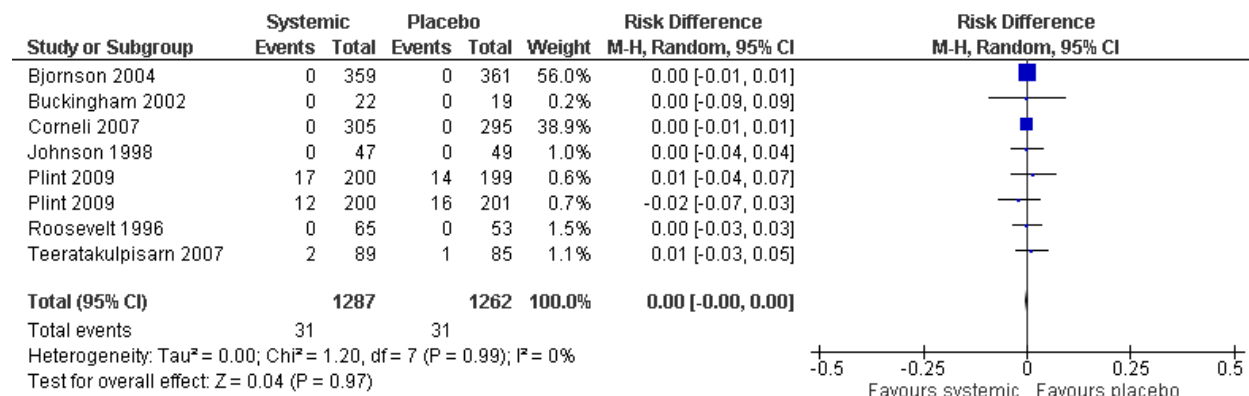 Systemic Placebo Risk Difference Risk Difference
Study or Subgroup Events Total Events Total Weight M-H, Random, 95% CI M-H, Random, 95% CI
Bjornson 2004 0 359 0 361 56.0% 0.00 [-0.01, 0.01]
Buckingham 2002 0 22 0 19 0.2% 0.00 [-0.09, 0.09]
Corneli 2007 0 305 0 295 38.9% 0.00 [-0.01, 0.01]
Johnson 1998 0 47 0 49 1.0% 0.00 [-0.04, 0.04]
Plint 2009 17 200 14 199 0.6% 0.01 [-0.04, 0.07]
Plint 2009 12 200 16 201 0.7% -0.02 [-0.07, 0.03]
Roosevelt 1996 0 65 0 53 1.5% 0.00 [-0.03, 0.03]
Teeratakulpisarn 2007 2 89 1 85 1.1% 0.01 [-0.03, 0.05]
Total (95% CI) 1287 1262 100.0% 0.00 [-0.00, 0.00]
Total events 31 31
Heterogeneity: Tau² = 0.00; Chi² = 1.20, df = 7 (P = 0.99); I² = 0%
Test for overall effect: Z = 0.04 (P = 0.97)
-0.5 -0.25 0 0.25 0.5
Favours systemic Favours placebo